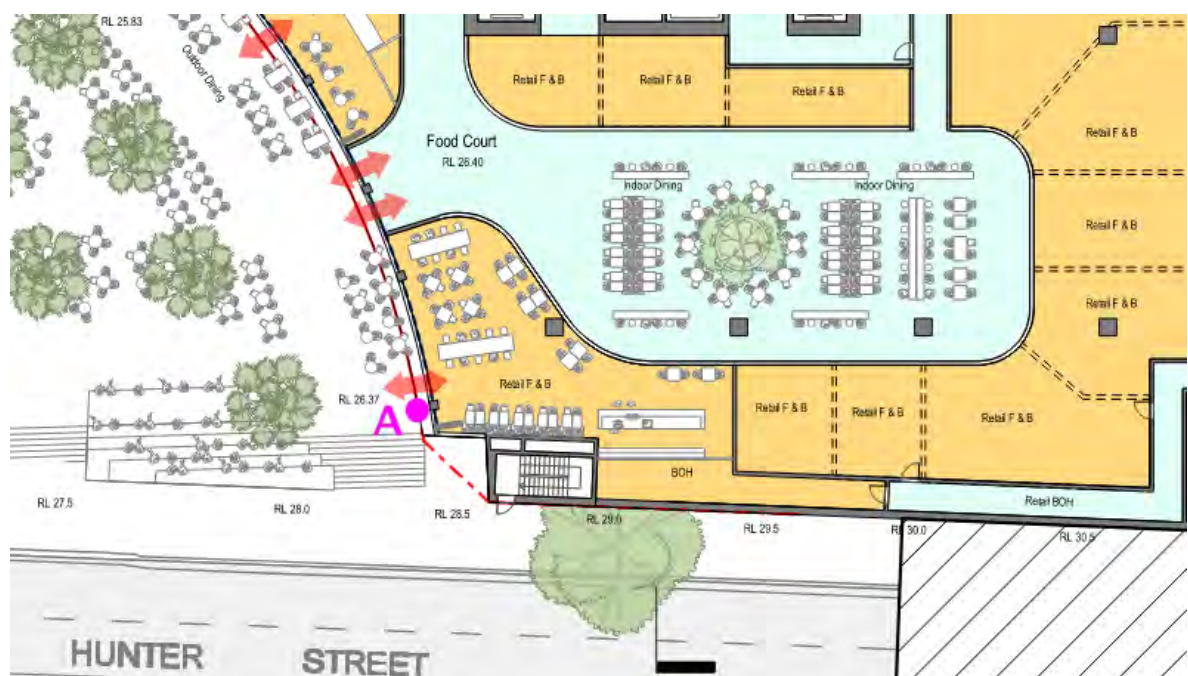 RL 25.83
Outdoor Dining
Retail F & B
Retail F & B
Retail F & B
Food Court
RL 26.40
Retail F & B
Indoor Dining
Indoor Dining
Retail F & B
Retail F & B
Retail F & B
RL 26.37
A
Retail F & B
Retail F & B
Retail F & B
BOH
Retail BOH
RL 27.5
RL 28.0
RL 28.5
RL 29.0
RL 29.5
RL 30.0
RL 30.5
HUNTER STREET